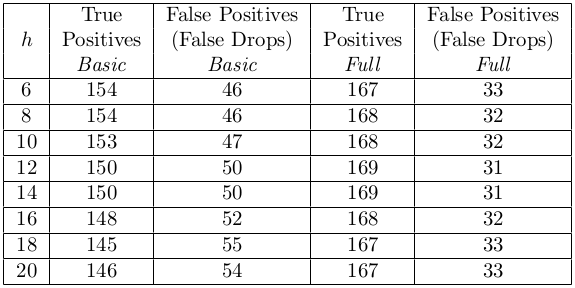 True False Positives True False Positives
h Positives (False Drops) Positives (False Drops)
Basic Basic Full Full
6 154 46 167 33
8 154 46 168 32
10 153 47 168 32
12 150 50 169 31
14 150 50 169 31
16 148 52 168 32
18 145 55 167 33
20 146 54 167 33